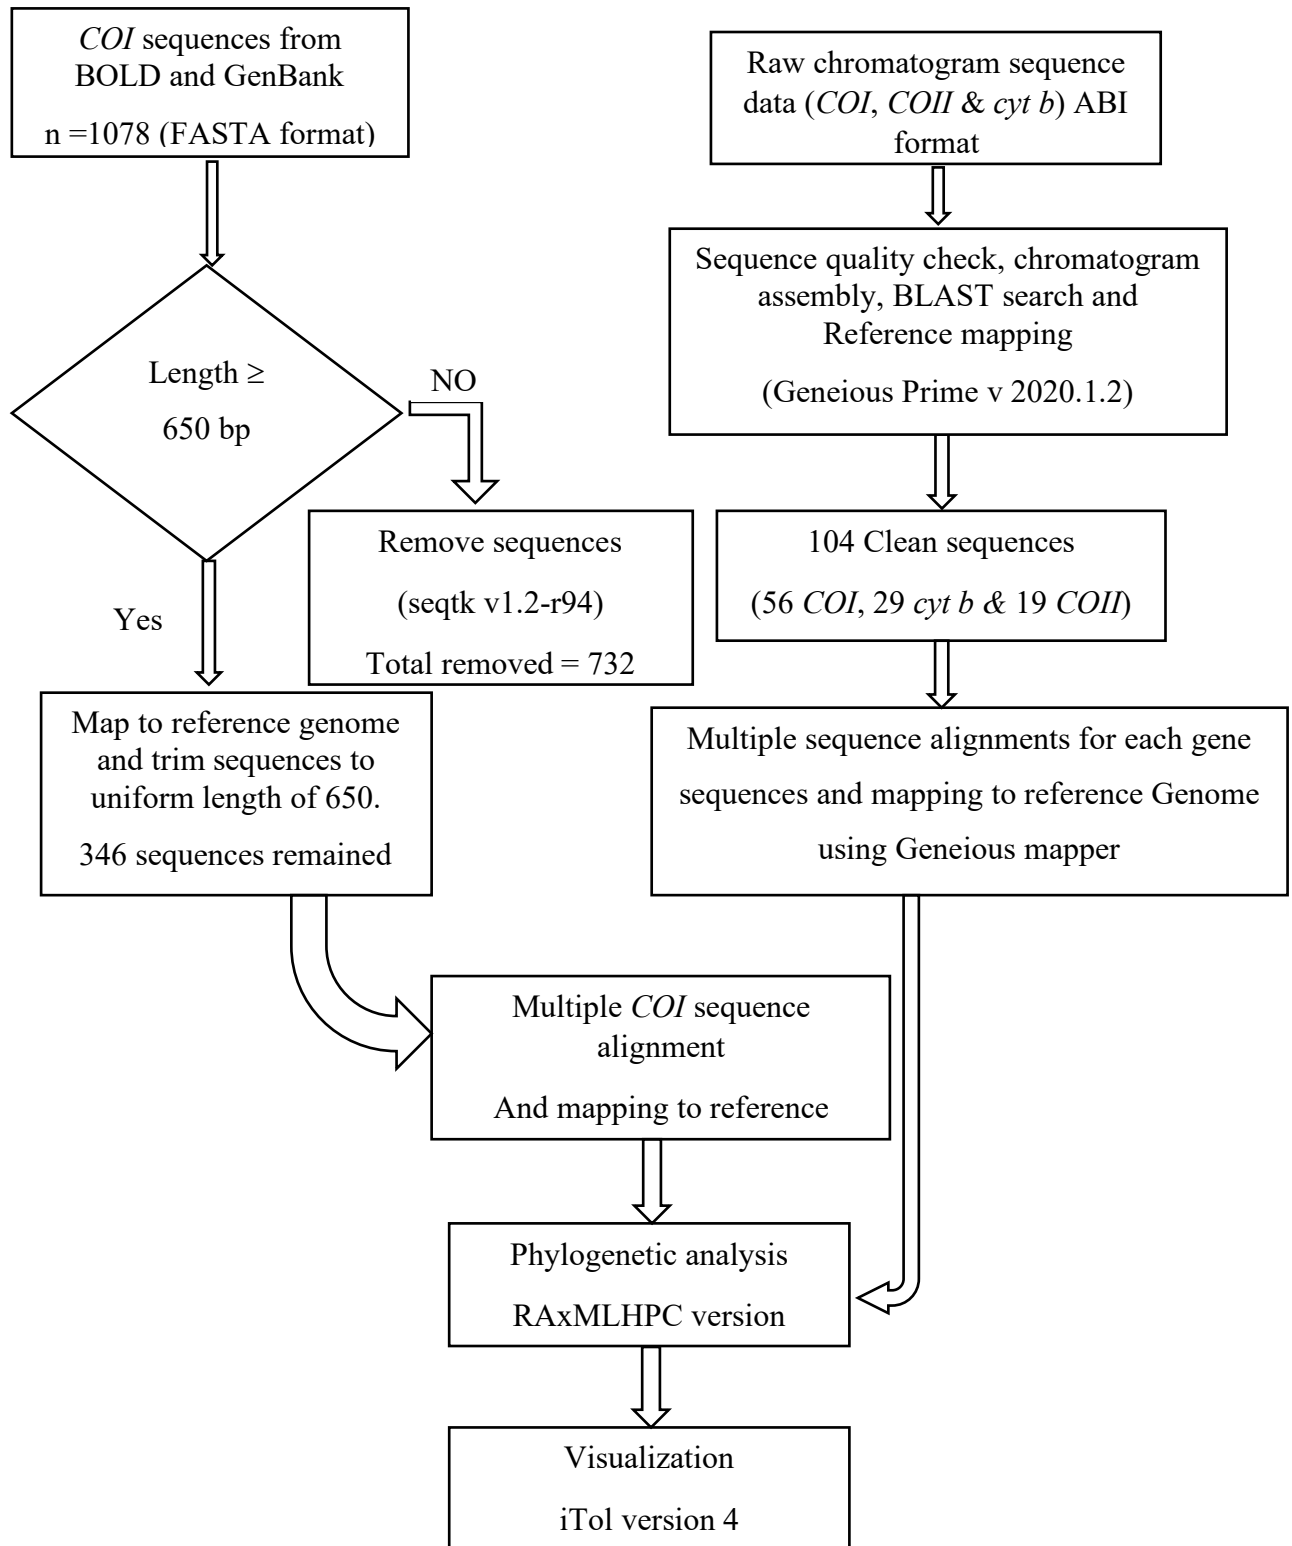 COI sequences from
BOLD and GenBank
n =1078 (FASTA format)
Raw chromatogram sequence
data (COI, COII & cyt b) ABI
format
Sequence quality check, chromatogram
assembly, BLAST search and
Reference mapping
(Geneious Prime v 2020.1.2)
Length ≥
650 bp
NO
Remove sequences
(seqtk v1.2-r94)
Total removed = 732
104 Clean sequences
(56 COI, 29 cyt b & 19 COII)
Yes
Map to reference genome
and trim sequences to
uniform length of 650.
346 sequences remained
Multiple sequence alignments for each gene
sequences and mapping to reference Genome
using Geneious mapper
Multiple COI sequence
alignment
And mapping to reference
Phylogenetic analysis
RAxMLHPC version
Visualization
iTol version 4